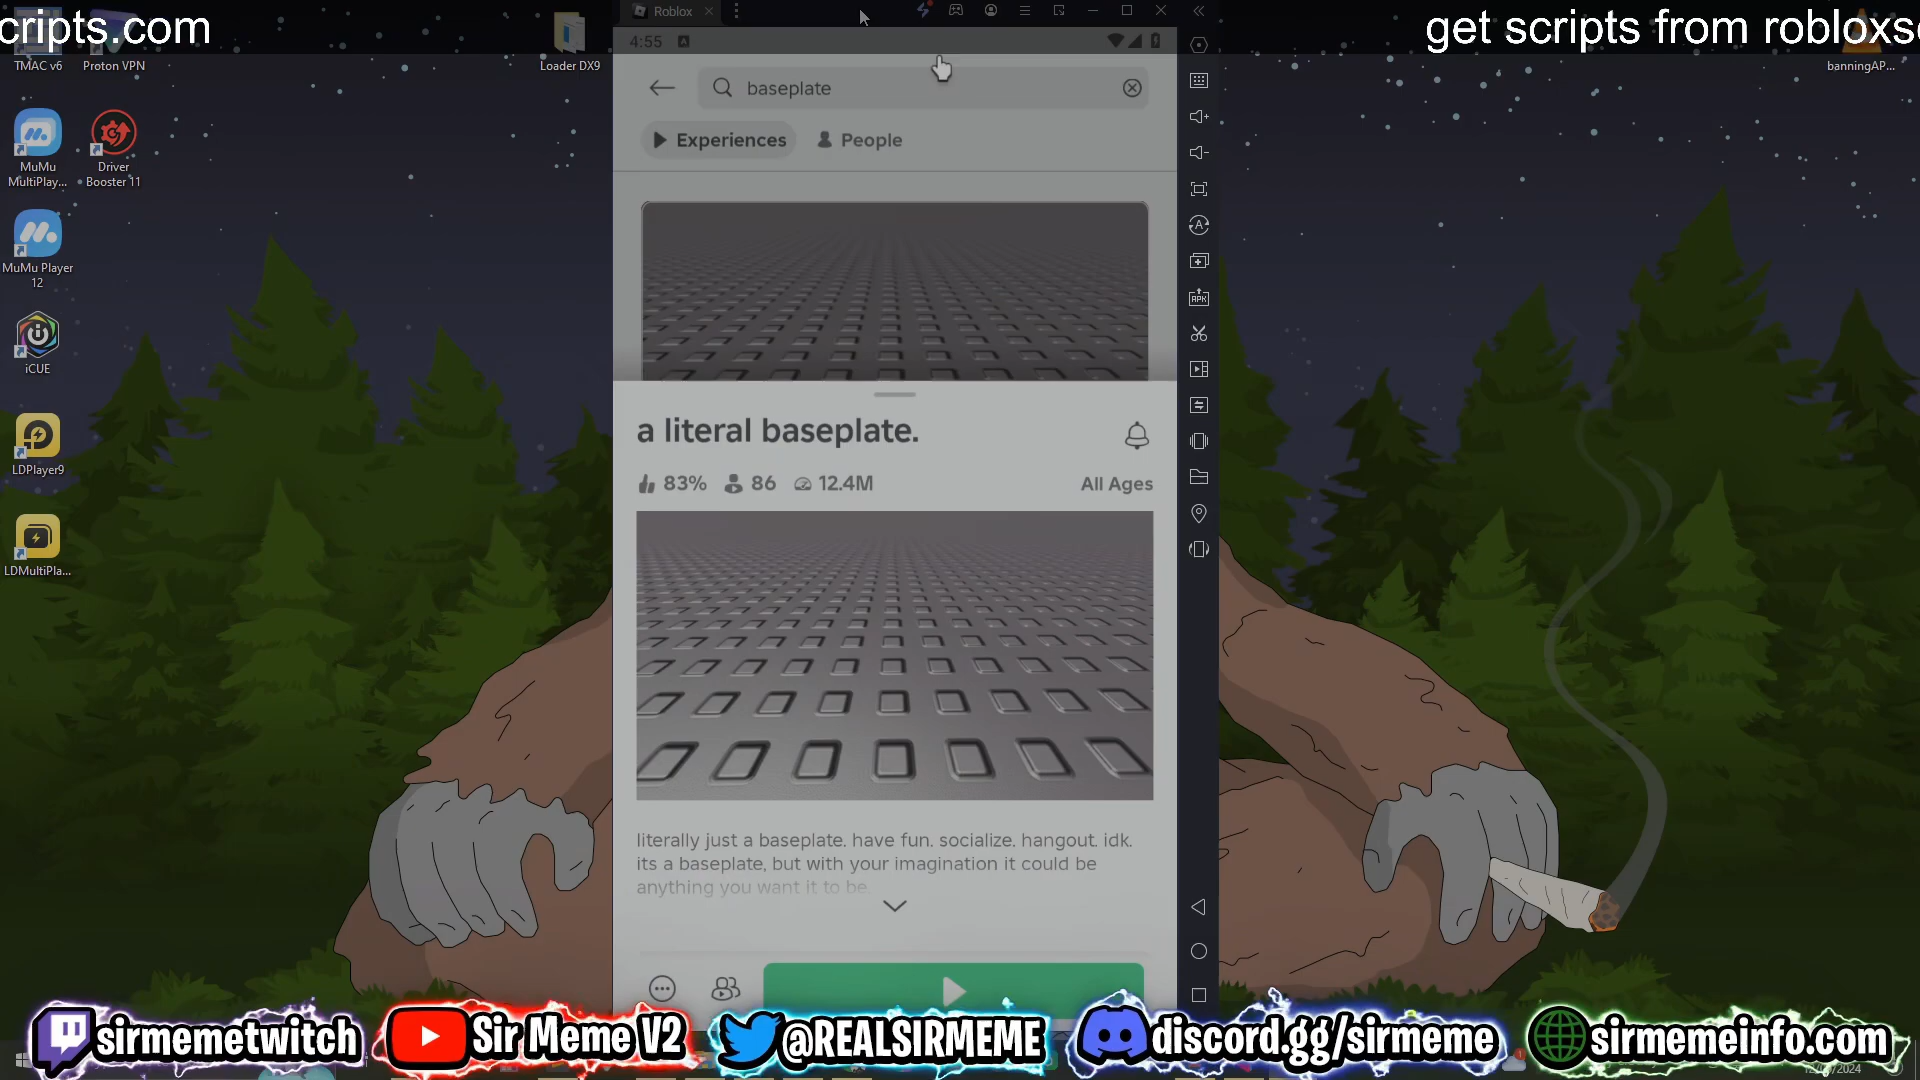 cripts.com
get scripts from robloxsc
TMAC v6
Proton VPN
Loader DX9
banningAP...
MuMu
MultiPlay...
Driver
Booster 11
MuMu Player
12
iCUE
LDPlayer9
LDMultiPla...
Roblox
4:55
baseplate
Experiences
People
APK
a literal baseplate.
83%
86
12.4M
All Ages
literally just a baseplate. have fun. socialize. hangout. idk.
its a baseplate, but with your imagination it could be
anything you want it to be.
sirmemetwitch
Sir Meme V2
@REALSIRMEME
discord.gg/sirmeme
sirmemeinfo.com